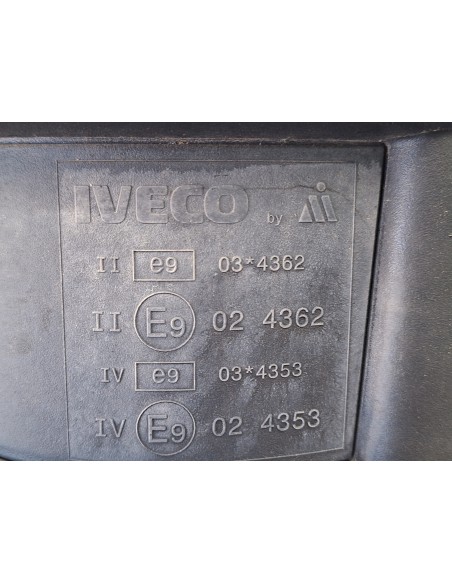 IVECO by
II e9 03*4362
II E9 02 4362
IV e9 03*4353
IV E9 02 4353